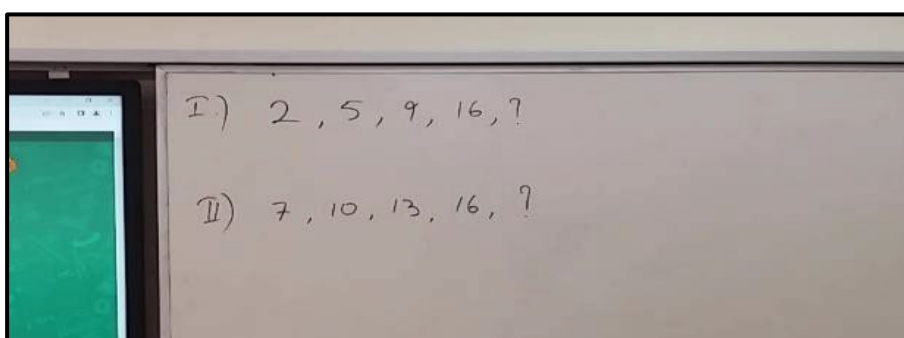 I.) 2, 5, 9, 16, ?
II) 7, 10, 13, 16, ?